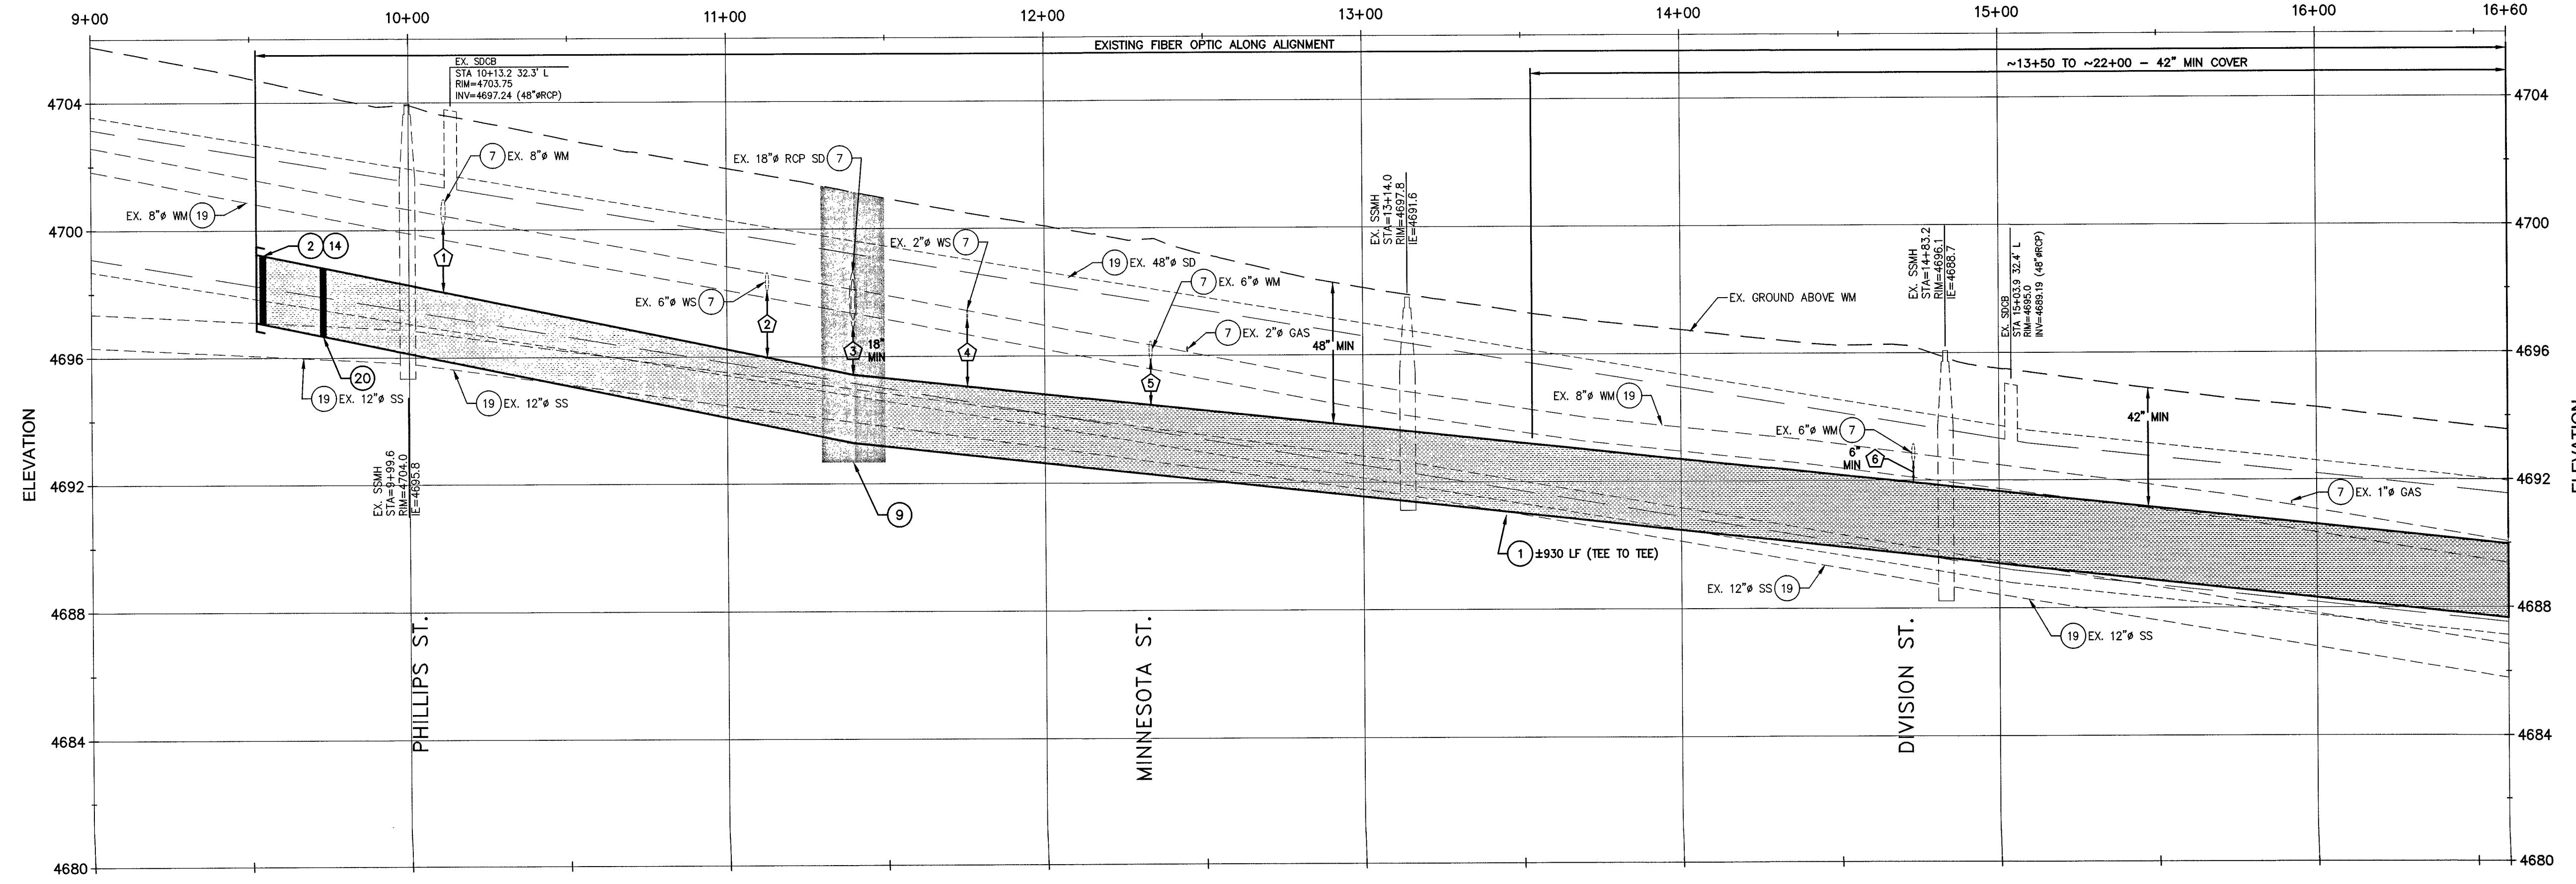 9+00 10+00 11+00 12+00 13+00 14+00 15+00 16+00 16+60
EXISTING FIBER OPTIC ALONG ALIGNMENT
~13+50 TO ~22+00 – 42" MIN COVER
EX. SDCB
STA 10+13.2 32.3' L
RIM=4703.75
INV=4697.24 (48"øRCP)
4704
4704
7 EX. 8"ø WM
EX. 18"ø RCP SD 7
EX. 8"ø WM 19
4700
4700
2 14
1
EX. 2"ø WS 7
19 EX. 48"ø SD
7 EX. 6"ø WM
EX. 6"ø WS 7
2
3
18"
MIN
4
5
7 EX. 2"ø GAS
48" MIN
EX. SSMH
STA=13+14.0
RIM=4697.8
IE=4691.6
EX. GROUND ABOVE WM
EX. SSMH
STA=14+83.2
RIM=4696.1
IE=4688.7
EX. SDCB
STA 15+03.9 32.4' L
RIM=4695.0
INV=4689.19 (48"øRCP)
4696
4696
20
19 EX. 12"ø SS
19 EX. 12"ø SS
EX. 8"ø WM 19
EX. 6"ø WM 7
6"
MIN
6
42" MIN
ELEVATION
ELEVATION
EX. SSMH
STA=9+99.6
RIM=4704.0
IE=4695.8
4692
4692
9
7 EX. 1"ø GAS
1 ±930 LF (TEE TO TEE)
EX. 12"ø SS 19
19 EX. 12"ø SS
4688
4688
PHILLIPS ST.
MINNESOTA ST.
DIVISION ST.
4684
4684
4680
4680